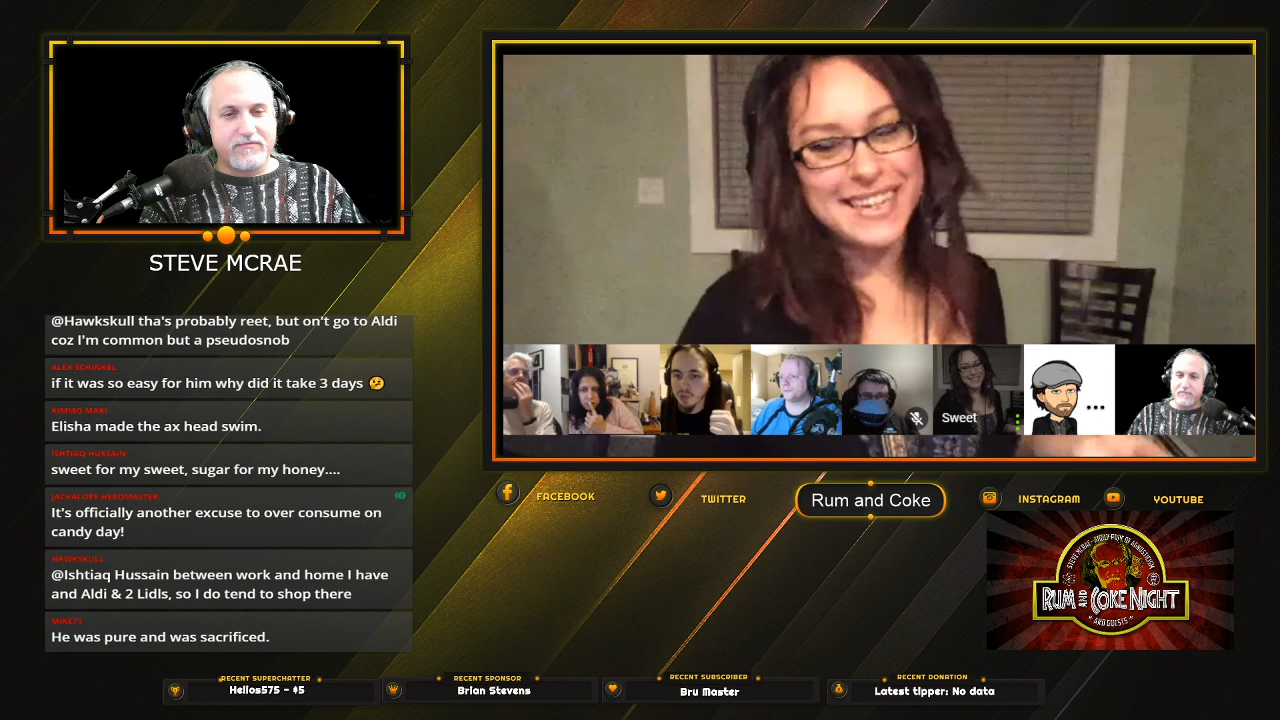 STEVE MCRAE
@Hawkskull tha's probably reet, but on't go to Aldi
coz I'm common but a pseudosnob
ALEX SCHINKEL
if it was so easy for him why did it take 3 days
KIMMO MAKI
Elisha made the ax head swim.
ISHTIAQ HUSSAIN
sweet for my sweet, sugar for my honey....
JACKALOPE HERDMASTER
It's officially another excuse to over consume on
candy day!
HAWKSKULL
@Ishtiaq Hussain between work and home I have
and Aldi & 2 Lidls, so I do tend to shop there
MIKE71
He was pure and was sacrificed.
Sweet
FACEBOOK
TWITTER
Rum and Coke
INSTAGRAM
YOUTUBE
RUM AND COKE NIGHT
AND GUESTS
RECENT SUPERCHATTER
Helios575 - $5
RECENT SPONSOR
Brian Stevens
RECENT SUBSCRIBER
Bru Master
RECENT DONATION
Latest tipper: No data